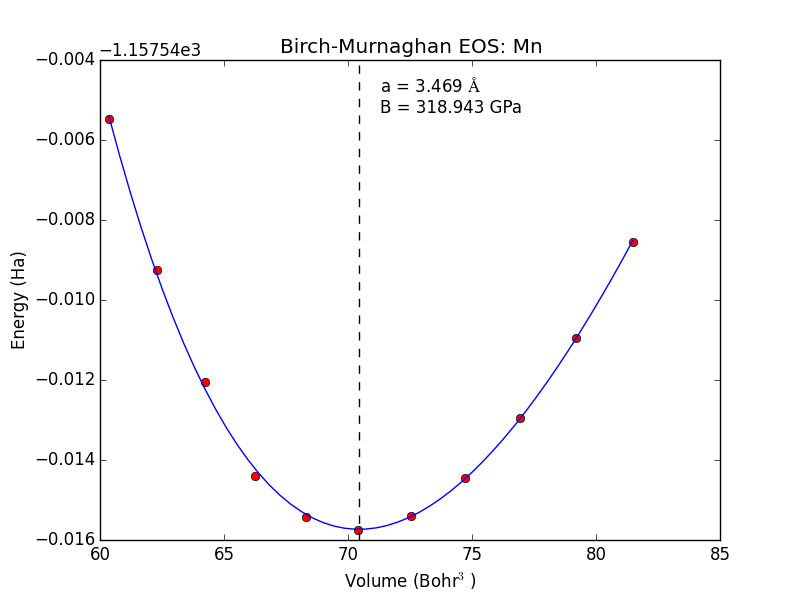 Birch-Murnaghan EOS: Mn
−1.15754e3
a = 3.469 Å
B = 318.943 GPa
−0.004
−0.006
−0.008
−0.010
−0.012
−0.014
−0.016
Energy (Ha)
60
65
70
75
80
85
Volume (Bohr³ )